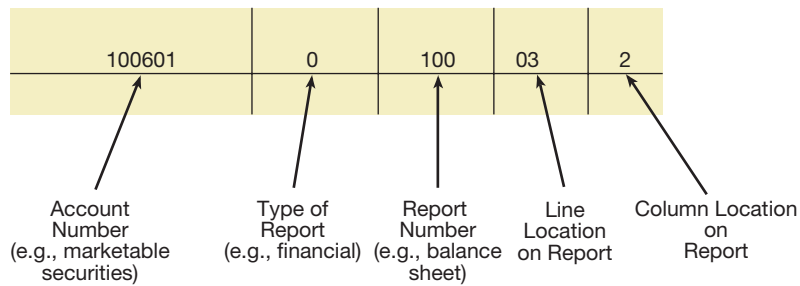 100601 0 100 03 2
Account
Number
(e.g., marketable
securities)
Type of
Report
(e.g., financial)
Report
Number
(e.g., balance
sheet)
Line
Location
on Report
Column Location
on
Report